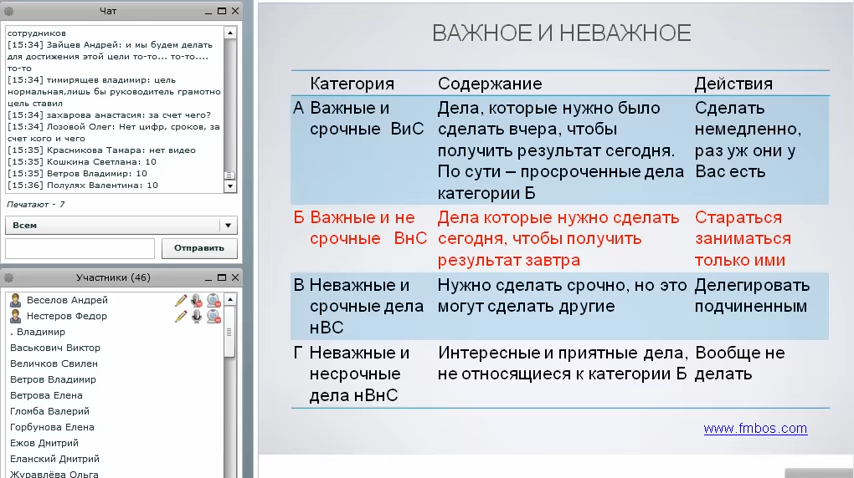 Чат
сотрудников
[15:34] Зайцев Андрей: и мы будем делать
для достижения этой цели то-то... то-то....
то-то
[15:34] тимирящев владимир: цель
нормальная,лишь бы руководитель грамотно
цель ставил
[15:34] захарова анастасия: за счет чего?
[15:34] Лозовой Олег: Нет цифр, сроков, за
счет кого и чего
[15:35] Красникова Тамара: нет видео
[15:35] Кошкина Светлана: 10
[15:35] Ветров Владимир: 10
[15:36] Полулях Валентина: 10
Печатают - 7
Всем
Отправить
Участники (46)
Веселов Андрей
Нестеров Федор
. Владимир
Васькович Виктор
Величков Свилен
Ветров Владимир
Ветрова Елена
Гломба Валерий
Горбунова Елена
Ежов Дмитрий
Еланский Дмитрий
Журавлёва Ольга
ВАЖНОЕ И НЕВАЖНОЕ
Категория Содержание Действия
А Важные и Дела, которые нужно было Сделать
срочные ВиС сделать вчера, чтобы немедленно,
получить результат сегодня. раз уж они у
По сути – просроченные дела Вас есть
категории Б
Б Важные и не Дела которые нужно сделать Стараться
срочные ВнС сегодня, чтобы получить заниматься
результат завтра только ими
В Неважные и Нужно сделать срочно, но это Делегировать
срочные дела могут сделать другие подчиненным
нВС
Г Неважные и Интересные и приятные дела, Вообще не
несрочные не относящиеся к категории Б делать
дела нВнС
www.fmbos.com